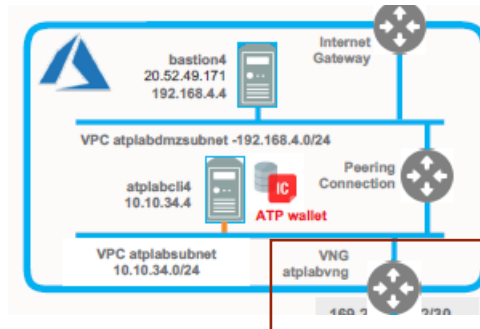 Internet
Gateway
bastion4
20.52.49.171
192.168.4.4
VPC atplabdmzsubnet -192.168.4.0/24
Peering
Connection
atplabcli4
10.10.34.4
IC
ATP wallet
VPC atplabsubnet
10.10.34.0/24
VNG
atplabvng